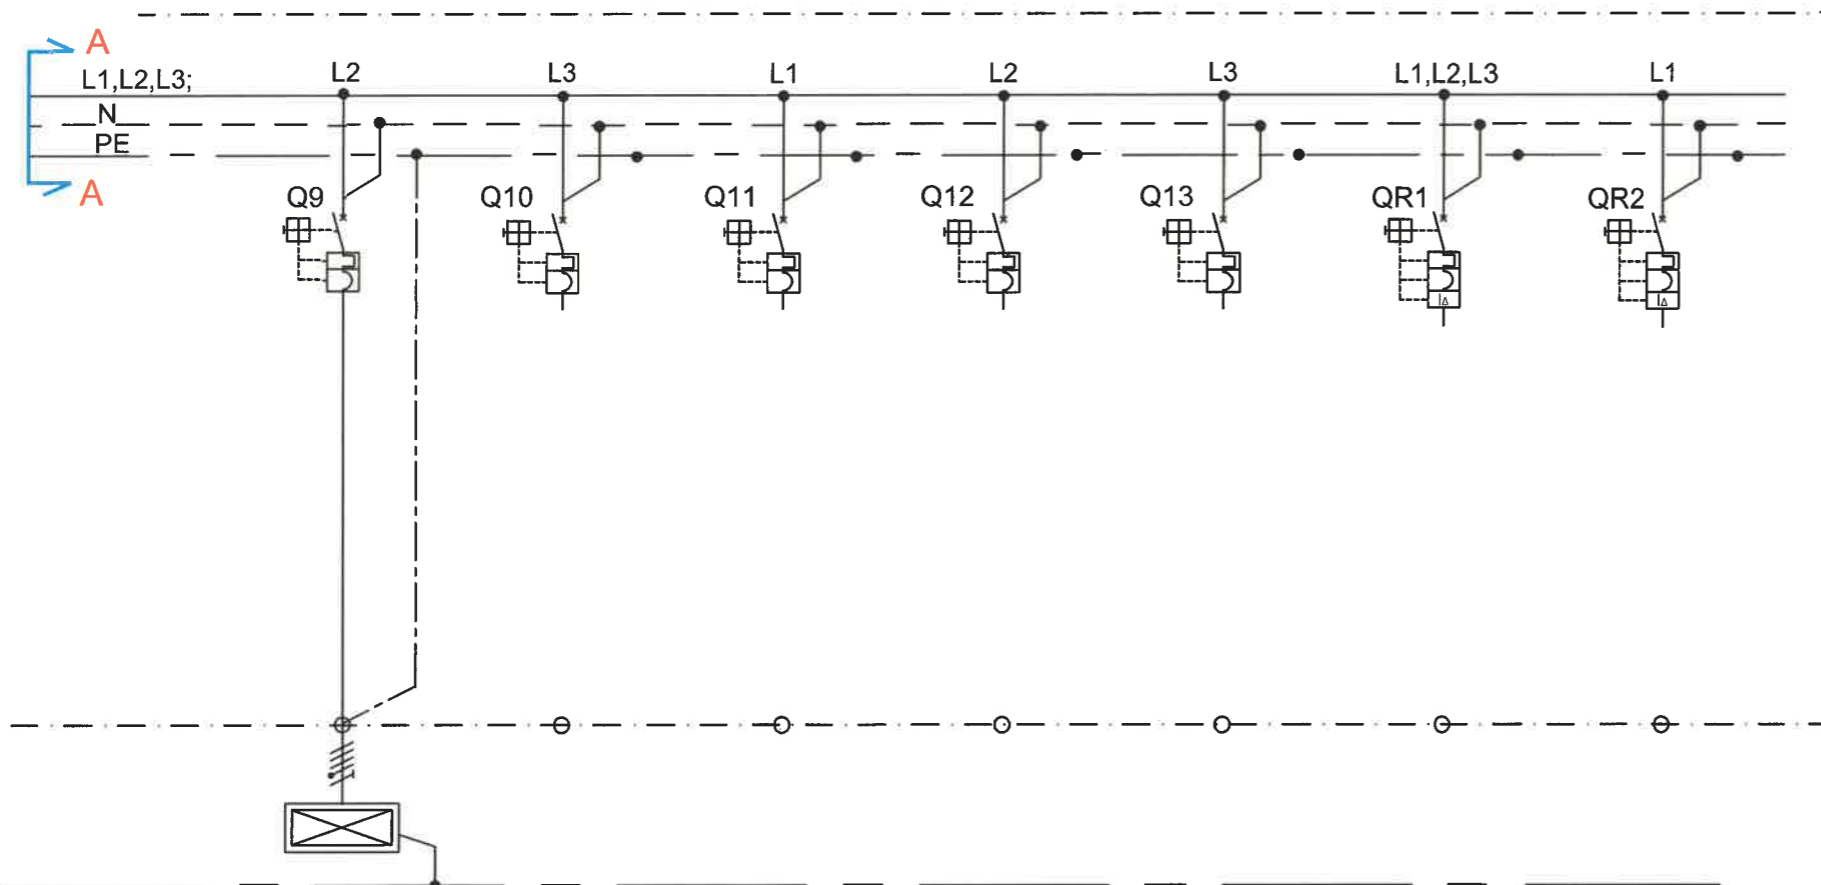 A
L1,L2,L3;
L2
L3
L1
L2
L3
L1,L2,L3
L1
N
PE
A
Q9
Q10
Q11
Q12
Q13
QR1
QR2
I∆
I∆